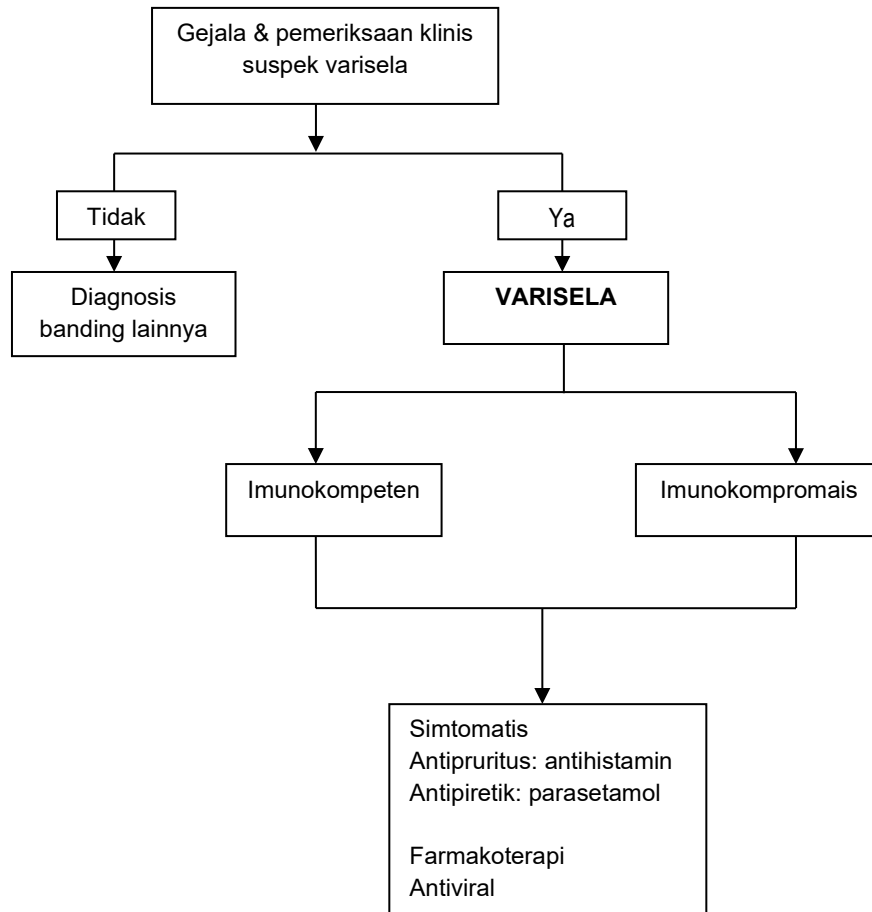 Gejala & pemeriksaan klinis
suspek varisela
Tidak
Ya
Diagnosis
banding lainnya
VARISELA
Imunokompeten
Imunokompromais
Simtomatis
Antipruritus: antihistamin
Antipiretik: parasetamol
Farmakoterapi
Antiviral